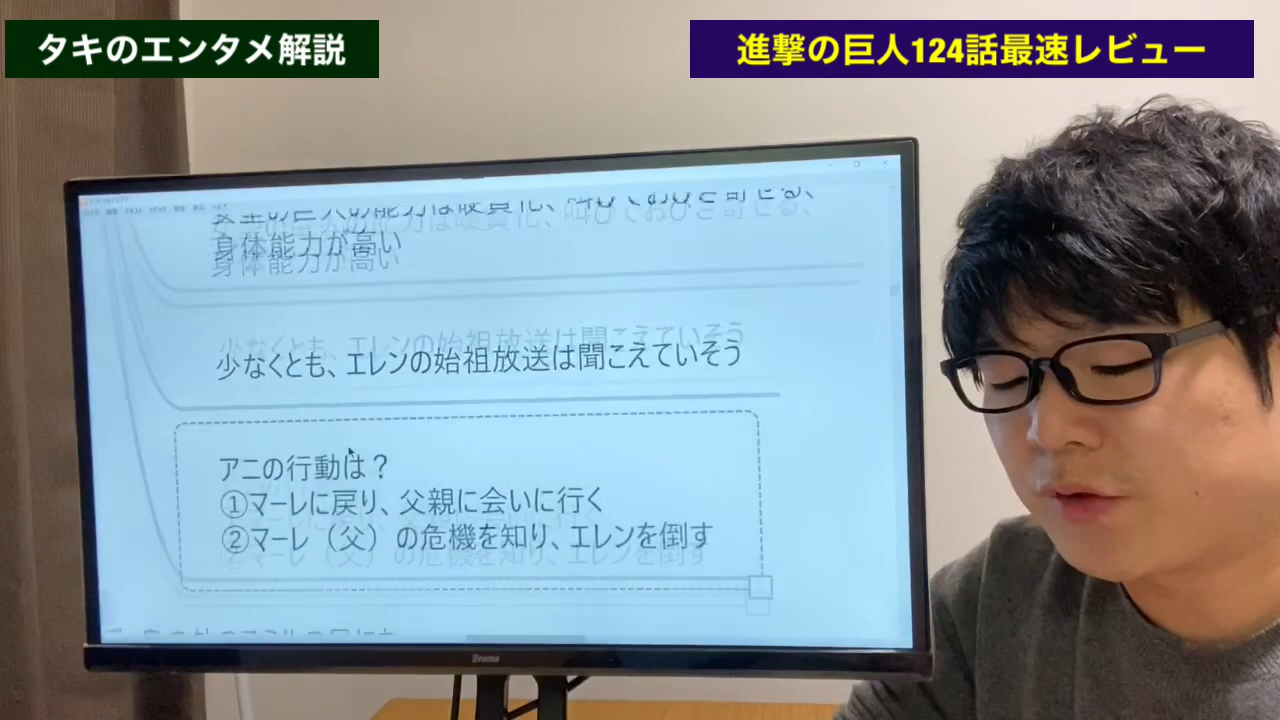 タキのエンタメ解説
進撃の巨人124話最速レビュー
身体能力が高い
少なくとも、エレンの始祖放送は聞こえていそう
アニの行動は？
①マーレに戻り、父親に会いに行く
②マーレ（父）の危機を知り、エレンを倒す
iiyama